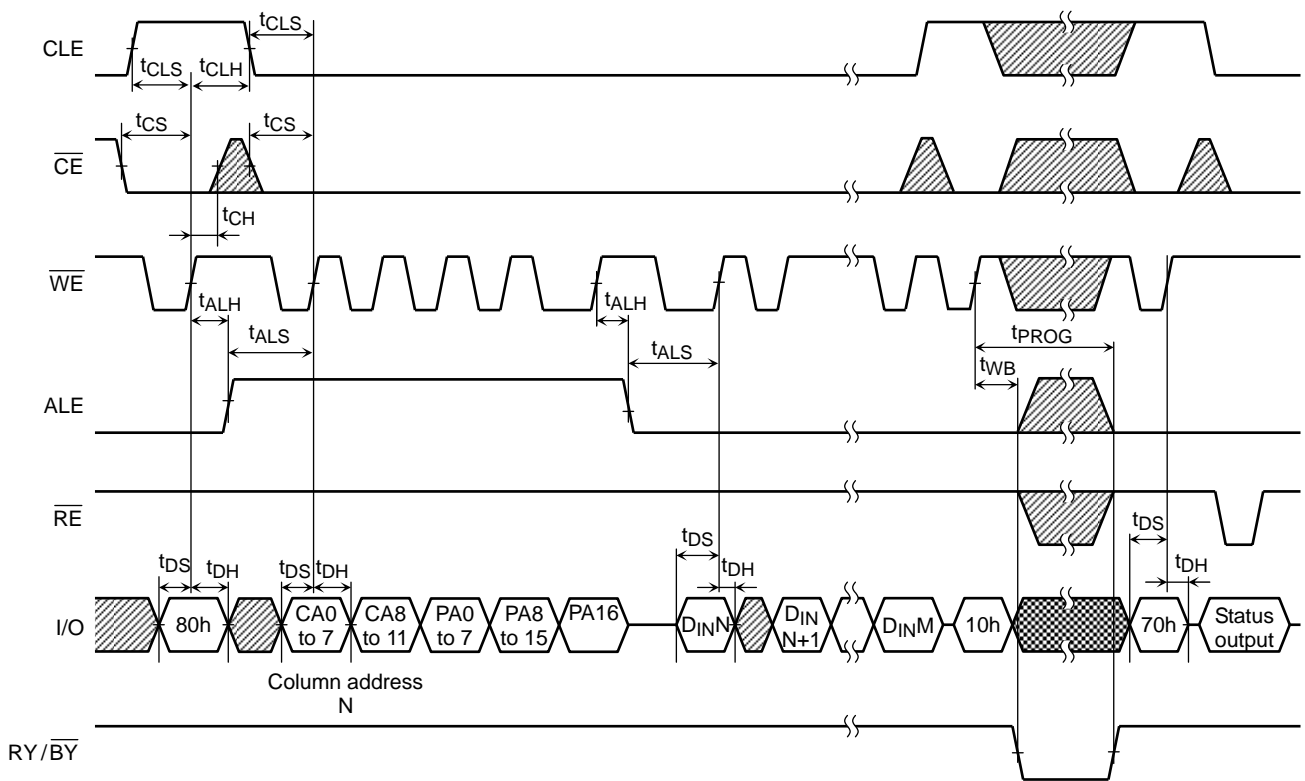 CLE
tCLS
tCLS
tCLH
CE
tCS
tCS
tCH
WE
tALH
tALS
tALH
tALS
tPROG
tWB
ALE
RE
tDS
tDH
tDS
tDH
tDS
tDH
tDS
tDH
I/O
80h
CA0
to 7
CA8
to 11
PA0
to 7
PA8
to 15
PA16
DINN
DIN
N+1
DINM
10h
70h
Status
output
Column address
N
RY/BY